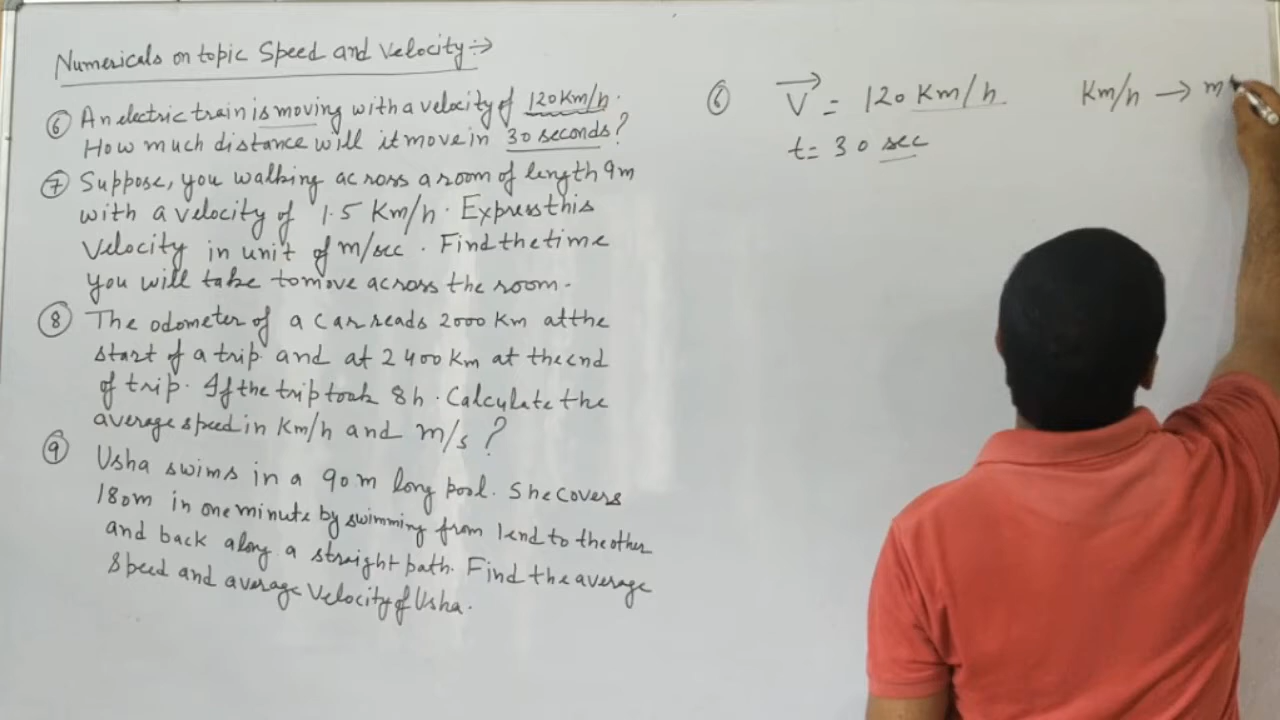 Numericals on topic Speed and Velocity :→
⑥ An electric train is moving with a velocity of 120 Km/h.
How much distance will it move in 30 seconds?
⑦ Suppose, you walking across a room of length 9m
with a velocity of 1.5 Km/h. Express this
Velocity in unit of m/sec. Find the time
you will take to move across the room.
⑧ The odometer of a car reads 2000 Km at the
start of a trip and at 2400 Km at the end
of trip. If the trip took 8h. Calculate the
average speed in Km/h and m/s?
⑨ Usha swims in a 90m long pool. She covers
180m in one minute by swimming from 1 end to the other
and back along a straight path. Find the average
Speed and average Velocity of Usha.
⑥ V⃗ = 120 Km/h
t = 30 sec
Km/h → m